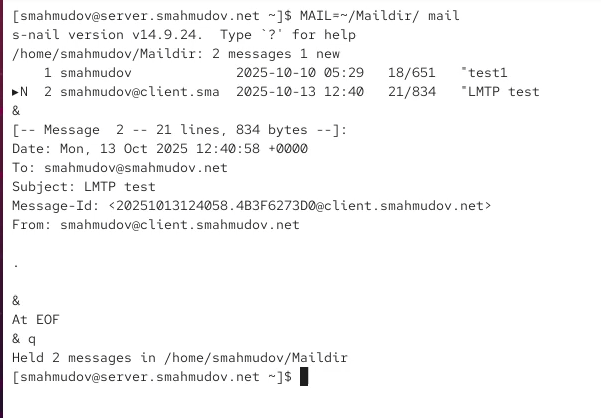 [smahmudov@server.smahmudov.net ~]$ MAIL=~/Maildir/ mail
s-nail version v14.9.24.  Type `?' for help
/home/smahmudov/Maildir: 2 messages 1 new
    1 smahmudov             2025-10-10 05:29   18/651   "test1
▸N  2 smahmudov@client.sma  2025-10-13 12:40   21/834   "LMTP test
&
[-- Message  2 -- 21 lines, 834 bytes --]:
Date: Mon, 13 Oct 2025 12:40:58 +0000
To: smahmudov@smahmudov.net
Subject: LMTP test
Message-Id: <20251013124058.4B3F6273D0@client.smahmudov.net>
From: smahmudov@client.smahmudov.net
.
&
At EOF
& q
Held 2 messages in /home/smahmudov/Maildir
[smahmudov@server.smahmudov.net ~]$